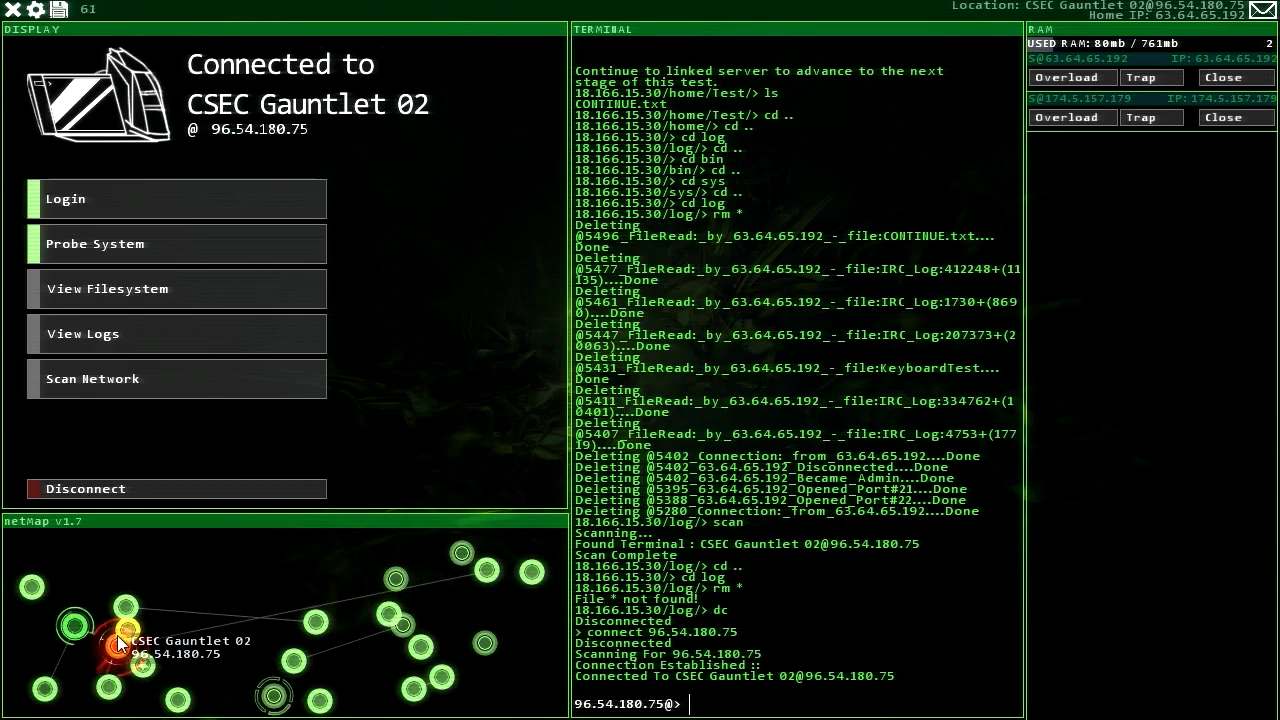 61
Location: CSEC Gauntlet 02@96.54.180.75
Home IP: 63.64.65.192
DISPLAY
Connected to
CSEC Gauntlet 02
@ 96.54.180.75
Login
Probe System
View Filesystem
View Logs
Scan Network
Disconnect
netMap v1.7
CSEC Gauntlet 02
96.54.180.75
TERMINAL
Continue to linked server to advance to the next
stage of this test.
18.166.15.30/home/Test/> ls
CONTINUE.txt
18.166.15.30/home/Test/> cd ..
18.166.15.30/home/> cd ..
18.166.15.30/> cd log
18.166.15.30/log/> cd ..
18.166.15.30/> cd bin
18.166.15.30/bin/> cd ..
18.166.15.30/> cd sys
18.166.15.30/sys/> cd ..
18.166.15.30/> cd log
18.166.15.30/log/> rm *
Deleting
@5496_FileRead:_by_63.64.65.192_-_file:CONTINUE.txt....
Done
Deleting
@5477_FileRead:_by_63.64.65.192_-_file:IRC_Log:412248+(11
135)....Done
Deleting
@5461_FileRead:_by_63.64.65.192_-_file:IRC_Log:1730+(869
0)....Done
Deleting
@5447_FileRead:_by_63.64.65.192_-_file:IRC_Log:207373+(2
0063)....Done
Deleting
@5431_FileRead:_by_63.64.65.192_-_file:KeyboardTest....
Done
Deleting
@5411_FileRead:_by_63.64.65.192_-_file:IRC_Log:334762+(1
0401)....Done
Deleting
@5407_FileRead:_by_63.64.65.192_-_file:IRC_Log:4753+(177
19)....Done
Deleting @5402_Connection:_from_63.64.65.192....Done
Deleting @5402_63.64.65.192_Disconnected....Done
Deleting @5402_63.64.65.192_Became_Admin....Done
Deleting @5395_63.64.65.192_Opened_Port#21....Done
Deleting @5388_63.64.65.192_Opened_Port#22....Done
Deleting @5280_Connection:_from_63.64.65.192....Done
18.166.15.30/log/> scan
Scanning...
Found Terminal : CSEC Gauntlet 02@96.54.180.75
Scan Complete
18.166.15.30/log/> cd ..
18.166.15.30/> cd log
18.166.15.30/log/> rm *
File * not found!
18.166.15.30/log/> dc
Disconnected
> connect 96.54.180.75
Disconnected
Scanning For 96.54.180.75
Connection Established ::
Connected To CSEC Gauntlet 02@96.54.180.75
96.54.180.75@>
RAM
USED RAM: 80mb / 761mb 2
S@63.64.65.192 IP: 63.64.65.192
Overload Trap Close
S@174.5.157.179 IP: 174.5.157.179
Overload Trap Close